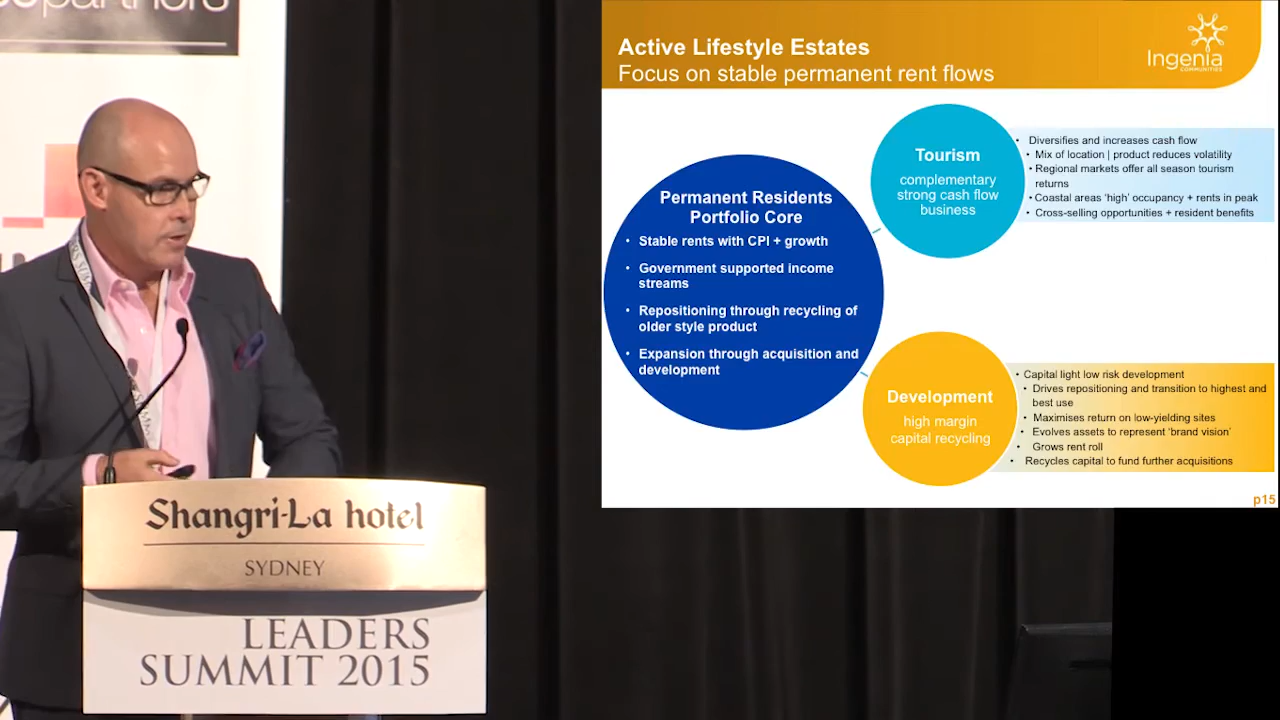 partners
Shangri-La hotel
SYDNEY
LEADERS
SUMMIT 2015
Active Lifestyle Estates
Focus on stable permanent rent flows
Ingenia
COMMUNITIES
Permanent Residents
Portfolio Core
• Stable rents with CPI + growth
• Government supported income
streams
• Repositioning through recycling of
older style product
• Expansion through acquisition and
development
Tourism
complementary
strong cash flow
business
• Diversifies and increases cash flow
• Mix of location | product reduces volatility
• Regional markets offer all season tourism
returns
• Coastal areas ‘high’ occupancy + rents in peak
• Cross-selling opportunities + resident benefits
Development
high margin
capital recycling
• Capital light low risk development
• Drives repositioning and transition to highest and
best use
• Maximises return on low-yielding sites
• Evolves assets to represent ‘brand vision’
• Grows rent roll
• Recycles capital to fund further acquisitions
p15